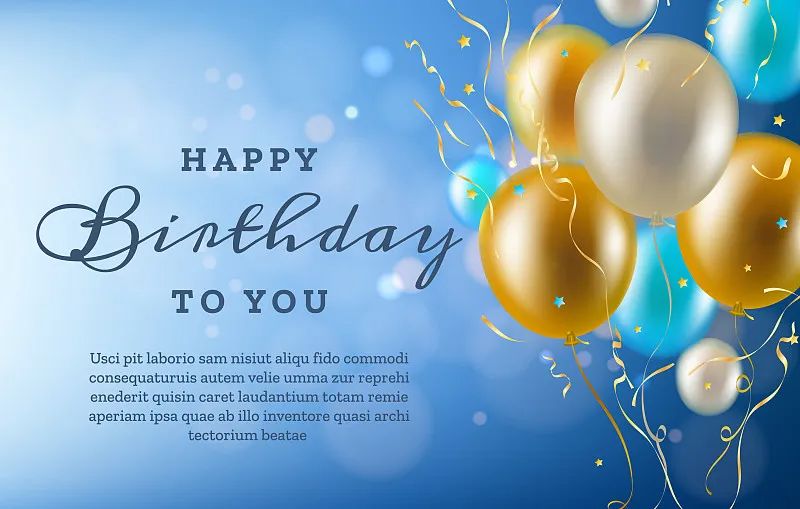 HAPPY
Birthday
TO YOU
Usci pit laborio sam nisiut aliqu fido commodi
consequaturuis autem velie umma zur reprehi
enederit quisin caret laudantium totam remie
aperiam ipsa quae ab illo inventore quasi archi
tectorium beatae